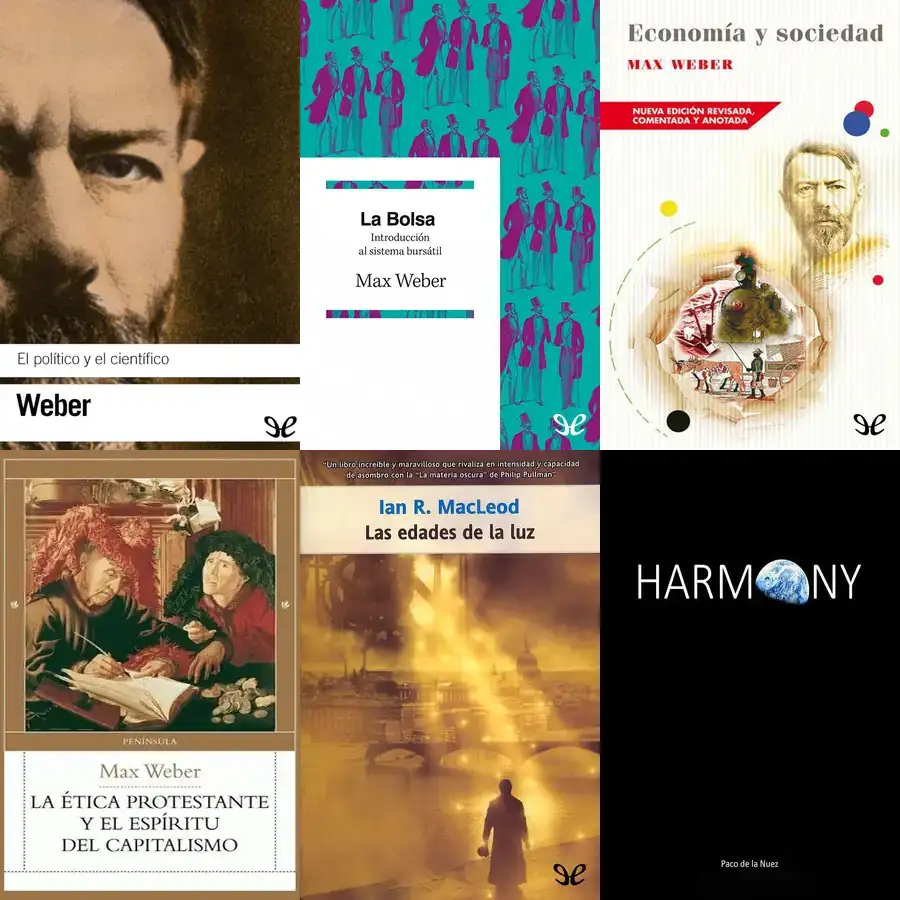 El político y el científico
Weber
La Bolsa
Introducción
al sistema bursátil
Max Weber
Economía y sociedad
MAX WEBER
NUEVA EDICIÓN REVISADA,
COMENTADA Y ANOTADA
PENÍNSULA
Max Weber
LA ÉTICA PROTESTANTE
Y EL ESPÍRITU
DEL CAPITALISMO
"Un libro increíble y maravilloso que rivaliza en intensidad y capacidad
de asombro con la "La materia oscura" de Philip Pullman"
Ian R. MacLeod
Las edades de la luz
HARMONY
Paco de la Nuez